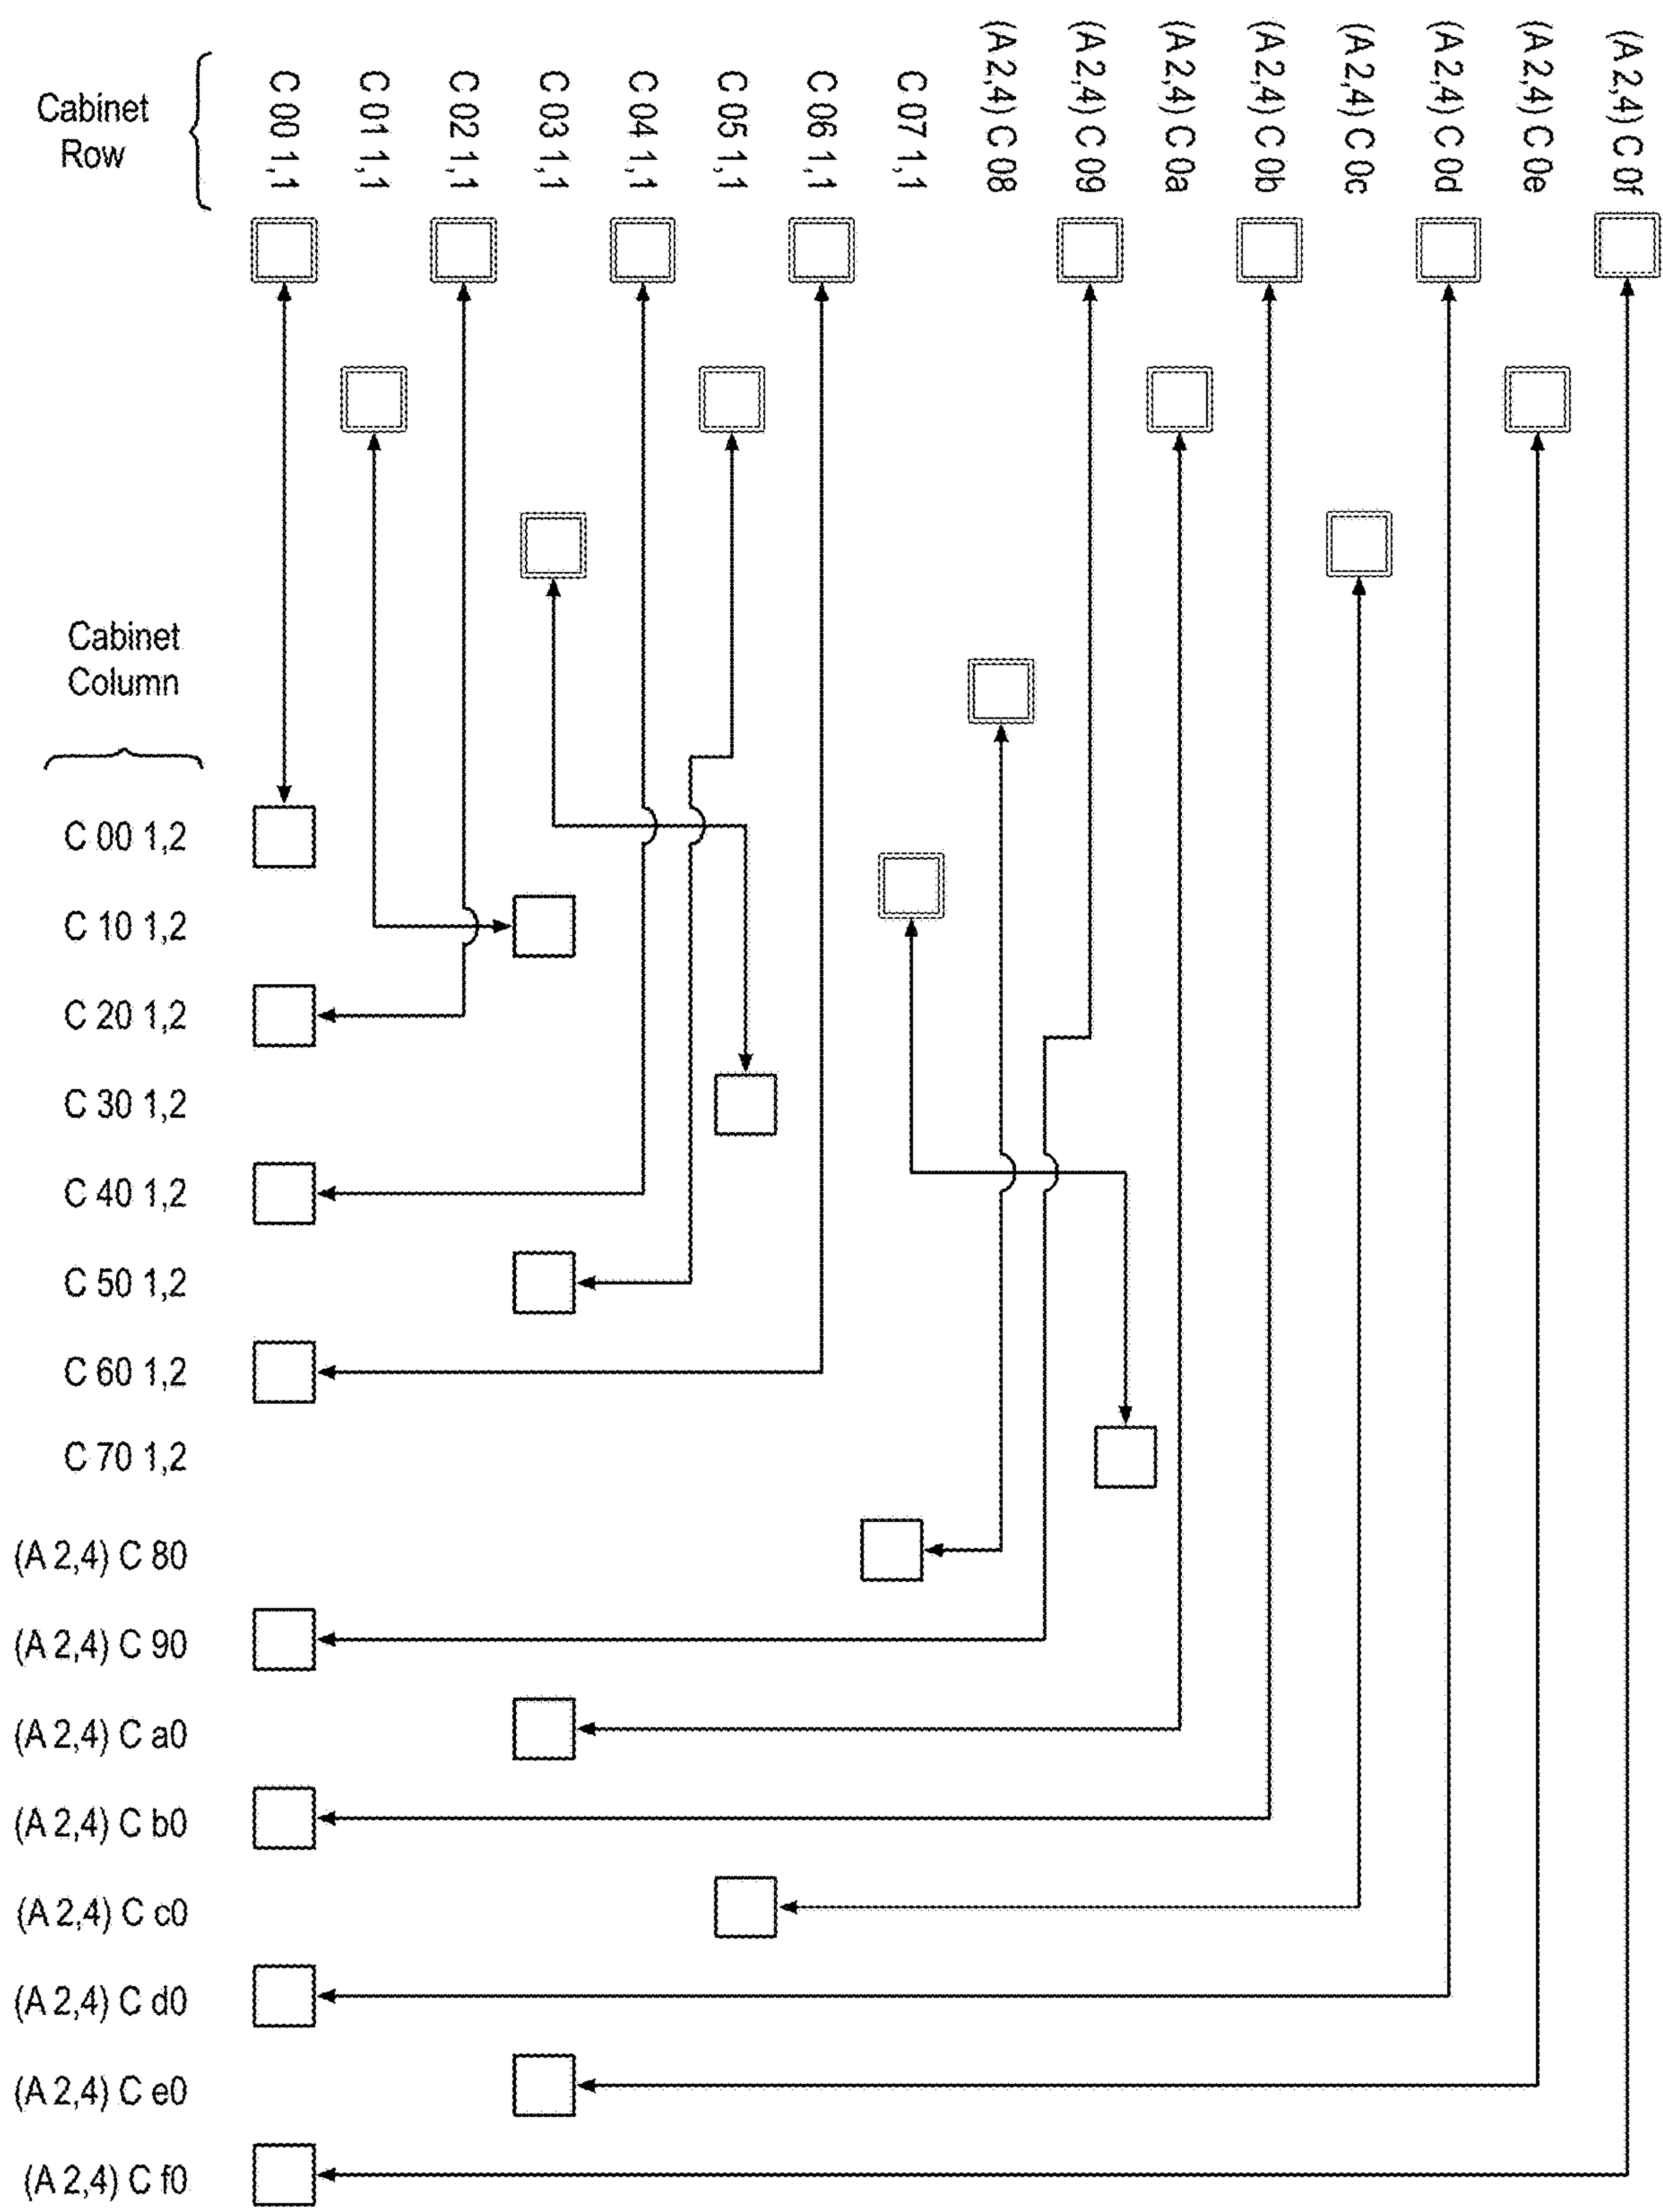 Cabinet
Row
C 00 1,1
C 01 1,1
C 02 1,1
C 03 1,1
C 04 1,1
C 05 1,1
C 06 1,1
C 07 1,1
(A 2,4) C 08
(A 2,4) C 09
(A 2,4) C 0a
(A 2,4) C 0b
(A 2,4) C 0c
(A 2,4) C 0d
(A 2,4) C 0e
(A 2,4) C 0f
Cabinet
Column
C 00 1,2
C 10 1,2
C 20 1,2
C 30 1,2
C 40 1,2
C 50 1,2
C 60 1,2
C 70 1,2
(A 2,4) C 80
(A 2,4) C 90
(A 2,4) C a0
(A 2,4) C b0
(A 2,4) C c0
(A 2,4) C d0
(A 2,4) C e0
(A 2,4) C f0